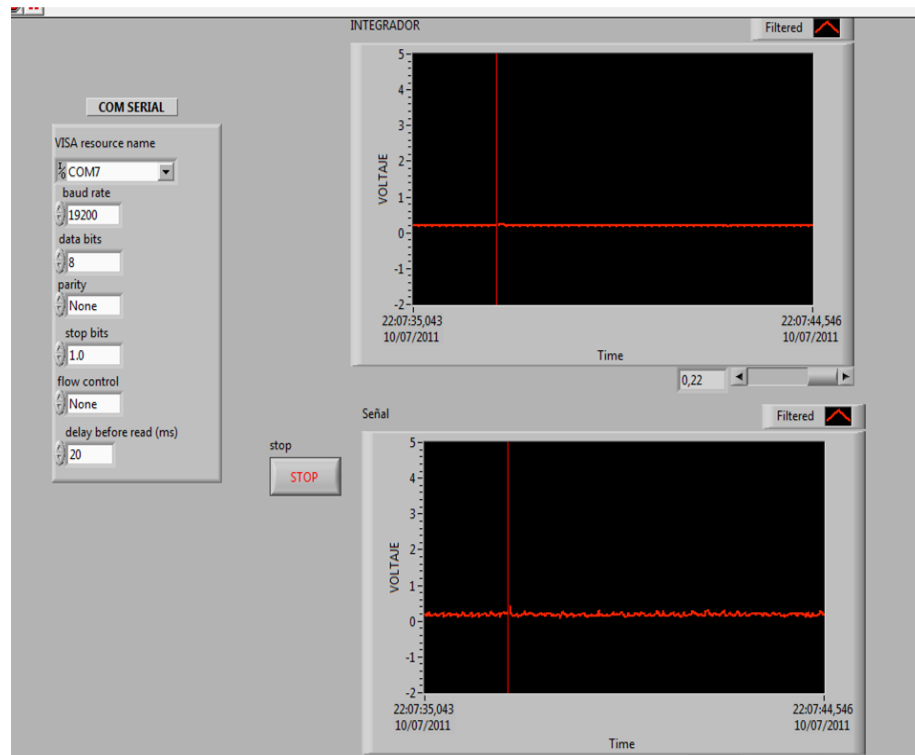 INTEGRADOR
Filtered
5
4
3
2
1
0
-1
-2
VOLTAJE
22:07:35,043
10/07/2011
22:07:44,546
10/07/2011
Time
0,22
COM SERIAL
VISA resource name
I/O COM7
baud rate
19200
data bits
8
parity
None
stop bits
1.0
flow control
None
delay before read (ms)
20
stop
STOP
Señal
Filtered
5
4
3
2
1
0
-1
-2
VOLTAJE
22:07:35,043
10/07/2011
22:07:44,546
10/07/2011
Time